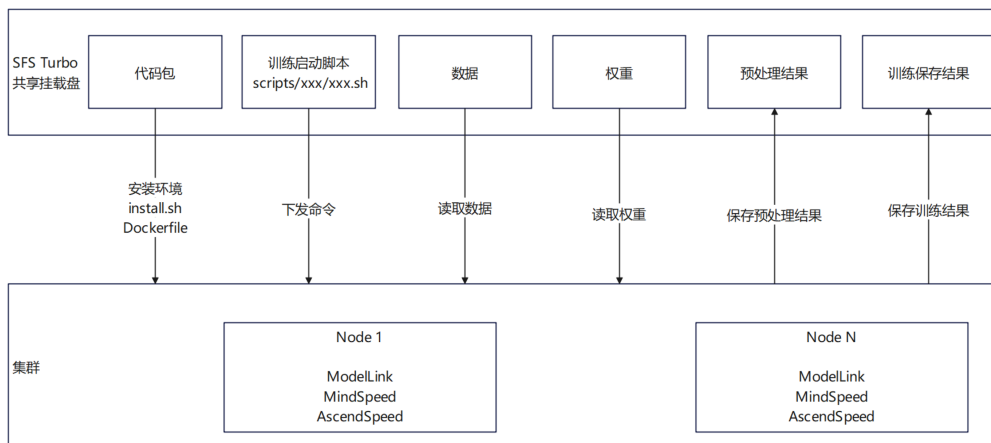 SFS Turbo
共享挂载盘
代码包
训练启动脚本
scripts/xxx/xxx.sh
数据
权重
预处理结果
训练保存结果
安装环境
install.sh
Dockerfile
下发命令
读取数据
读取权重
保存预处理结果
保存训练结果
集群
Node 1
ModelLink
MindSpeed
AscendSpeed
Node N
ModelLink
MindSpeed
AscendSpeed